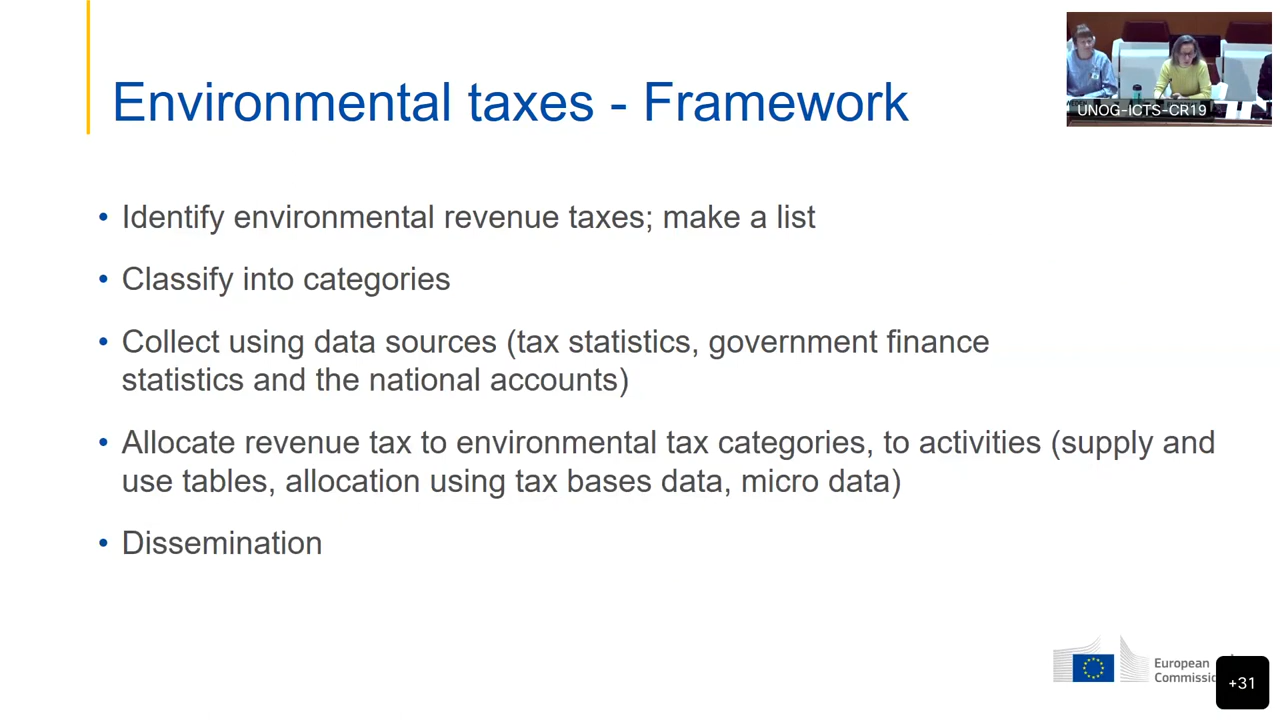 UNOG-ICTS-CR19
Environmental taxes - Framework
• Identify environmental revenue taxes; make a list
• Classify into categories
• Collect using data sources (tax statistics, government finance
statistics and the national accounts)
• Allocate revenue tax to environmental tax categories, to activities (supply and
use tables, allocation using tax bases data, micro data)
• Dissemination
European
+31